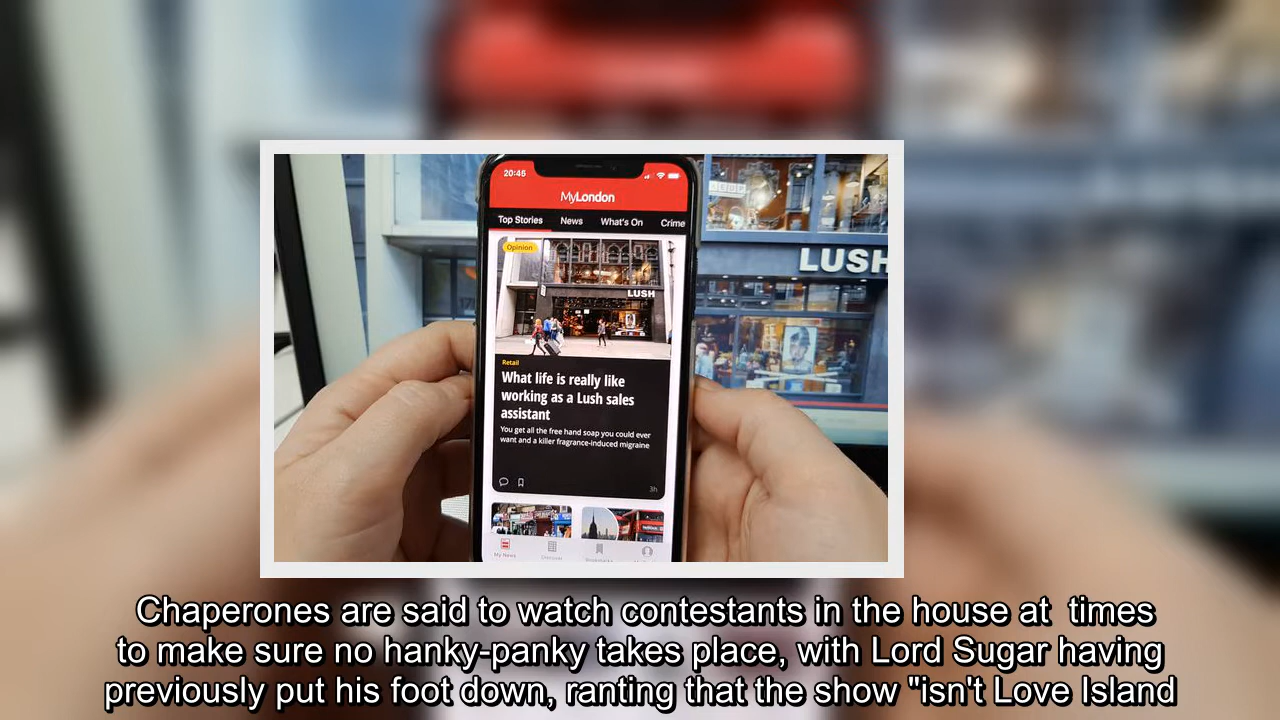 20:45
MyLondon
Top Stories News What's On Crime
Opinion
LUSH
LUSH
Retail
What life is really like
working as a Lush sales
assistant
You get all the free hand soap you could ever
want and a killer fragrance-induced migraine
3h
My News
Chaperones are said to watch contestants in the house at times
to make sure no hanky-panky takes place, with Lord Sugar having
previously put his foot down, ranting that the show "isn't Love Island